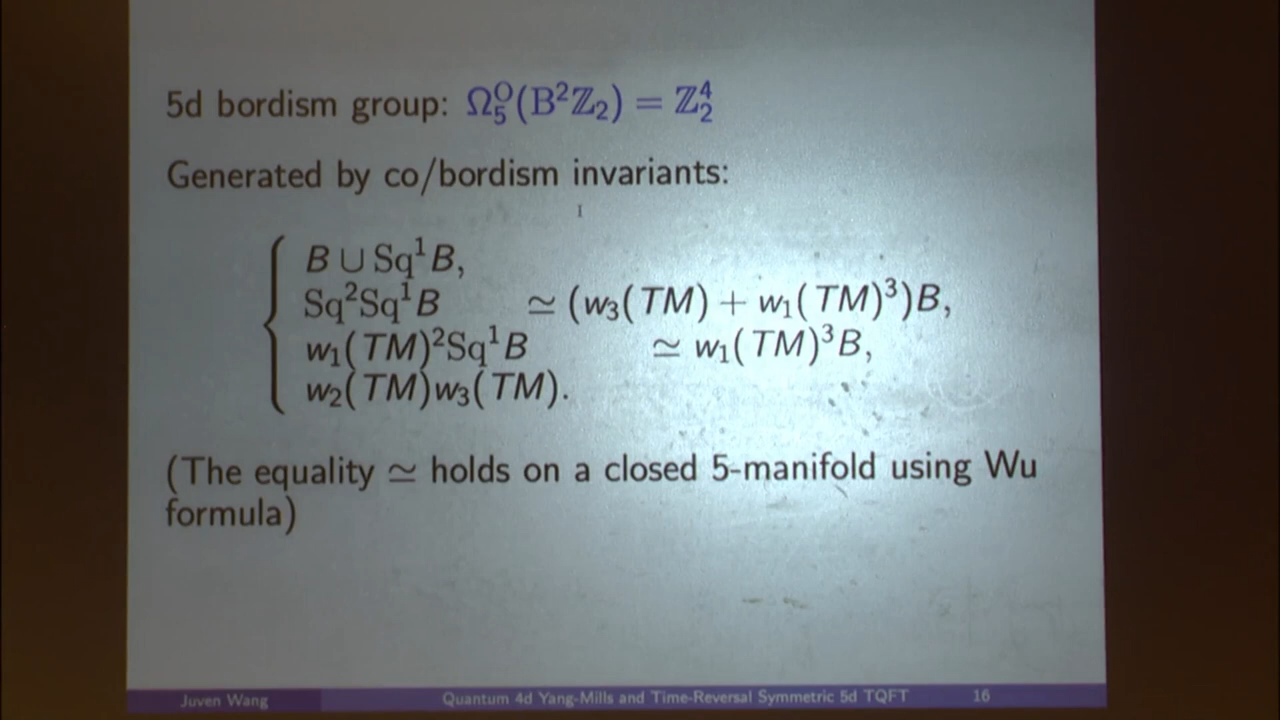 5d bordism group: Ω₅ᴼ(B²ℤ₂) = ℤ₂⁴
Generated by co/bordism invariants:
B ∪ Sq¹B,
Sq²Sq¹B ≃ (w₃(TM) + w₁(TM)³)B,
w₁(TM)²Sq¹B ≃ w₁(TM)³B,
w₂(TM)w₃(TM).
(The equality ≃ holds on a closed 5-manifold using Wu
formula)
Juven Wang Quantum 4d Yang-Mills and Time-Reversal Symmetric 5d TQFT 16